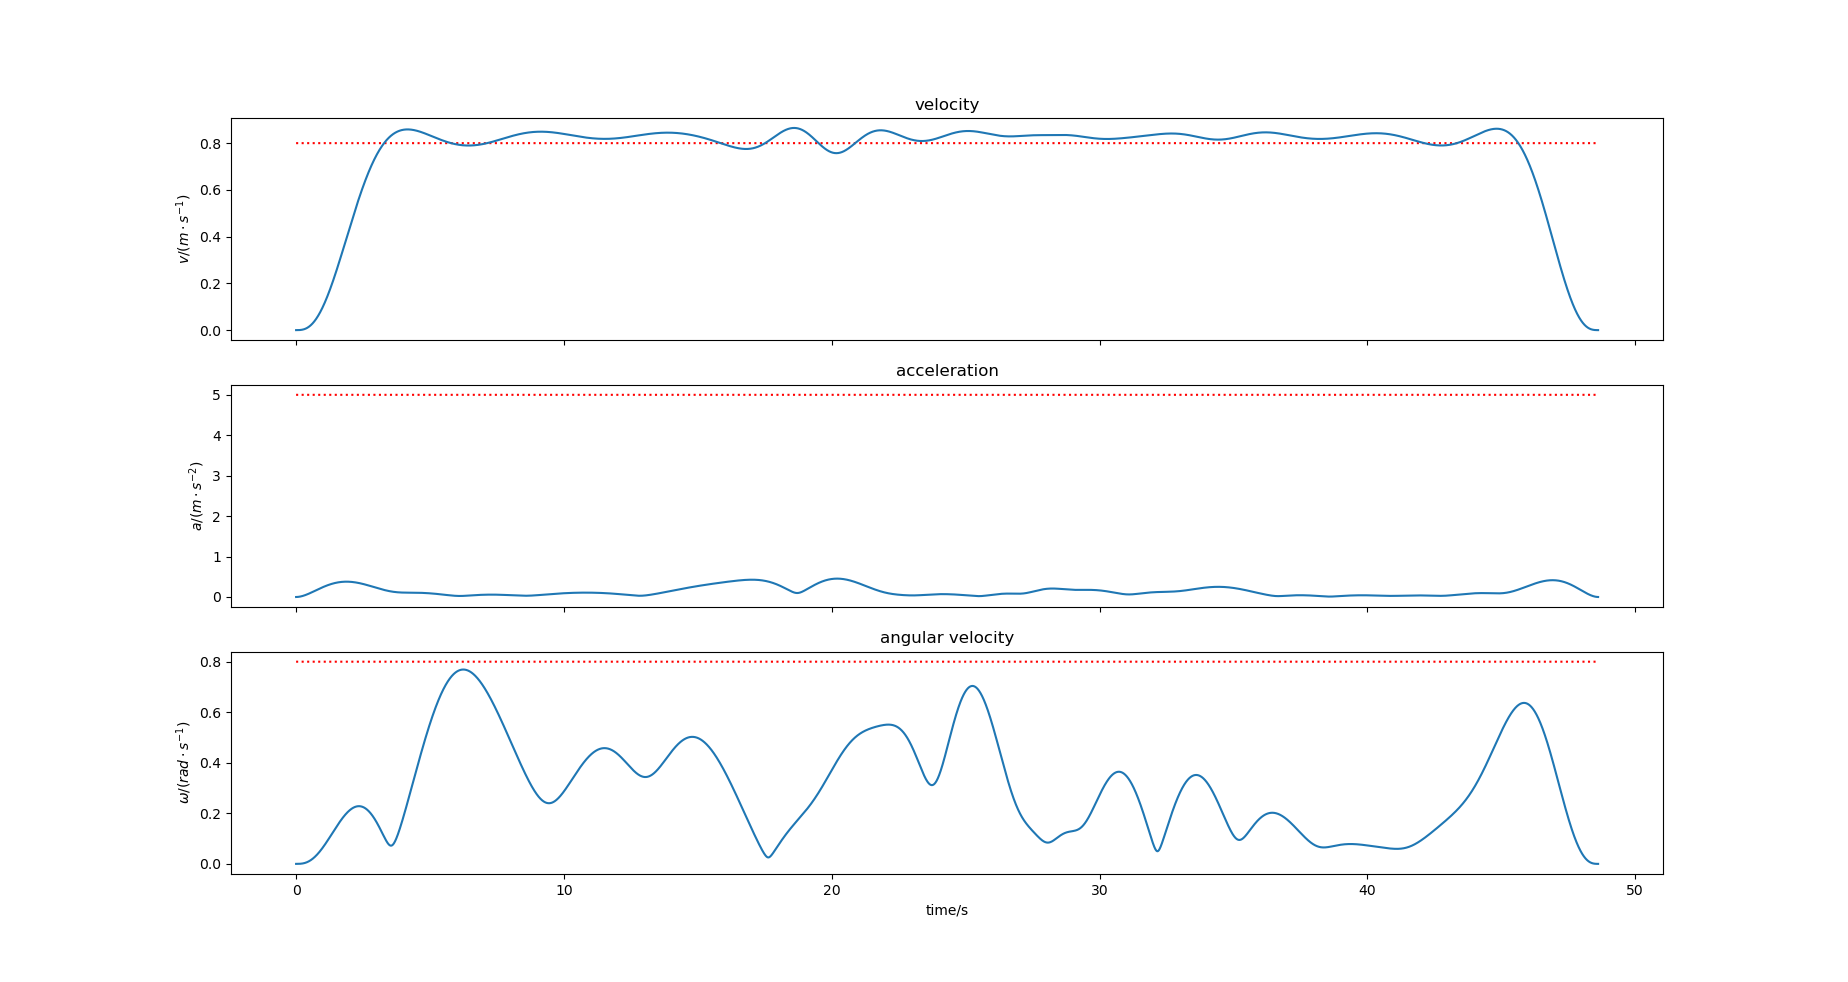 velocity
0.8
0.6
0.4
0.2
0.0
v/(m · s⁻¹)
acceleration
5
4
3
2
1
0
a/(m · s⁻²)
angular velocity
0.8
0.6
0.4
0.2
0.0
ω/(rad · s⁻¹)
0 10 20 30 40 50
time/s